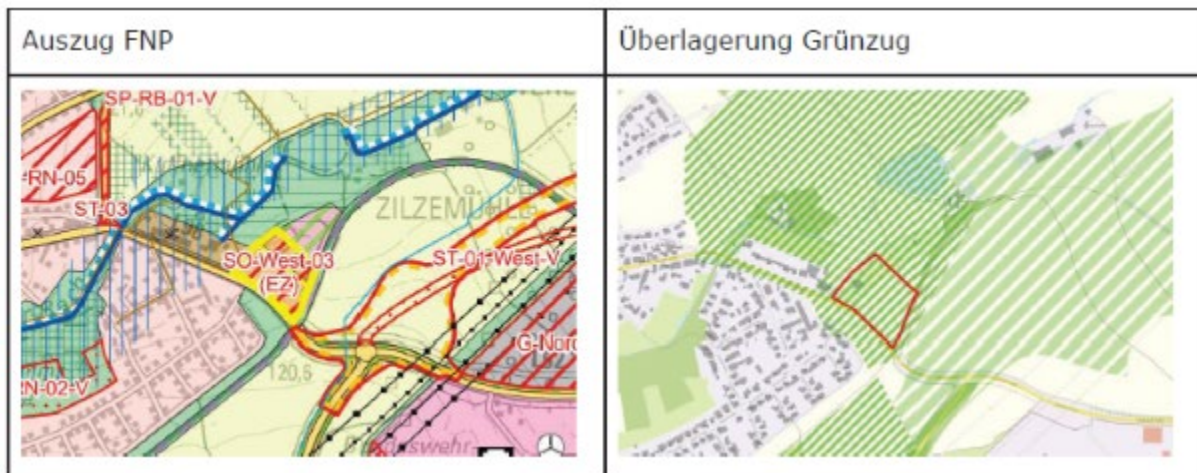 Auszug FNP
Überlagerung Grünzug
SP-RB-01-V
RN-05
ST-03
ZILZEMÜHLE
SO-West-03
(EZ)
ST-01-West-V
G-Nord
RN-02-V
120,5